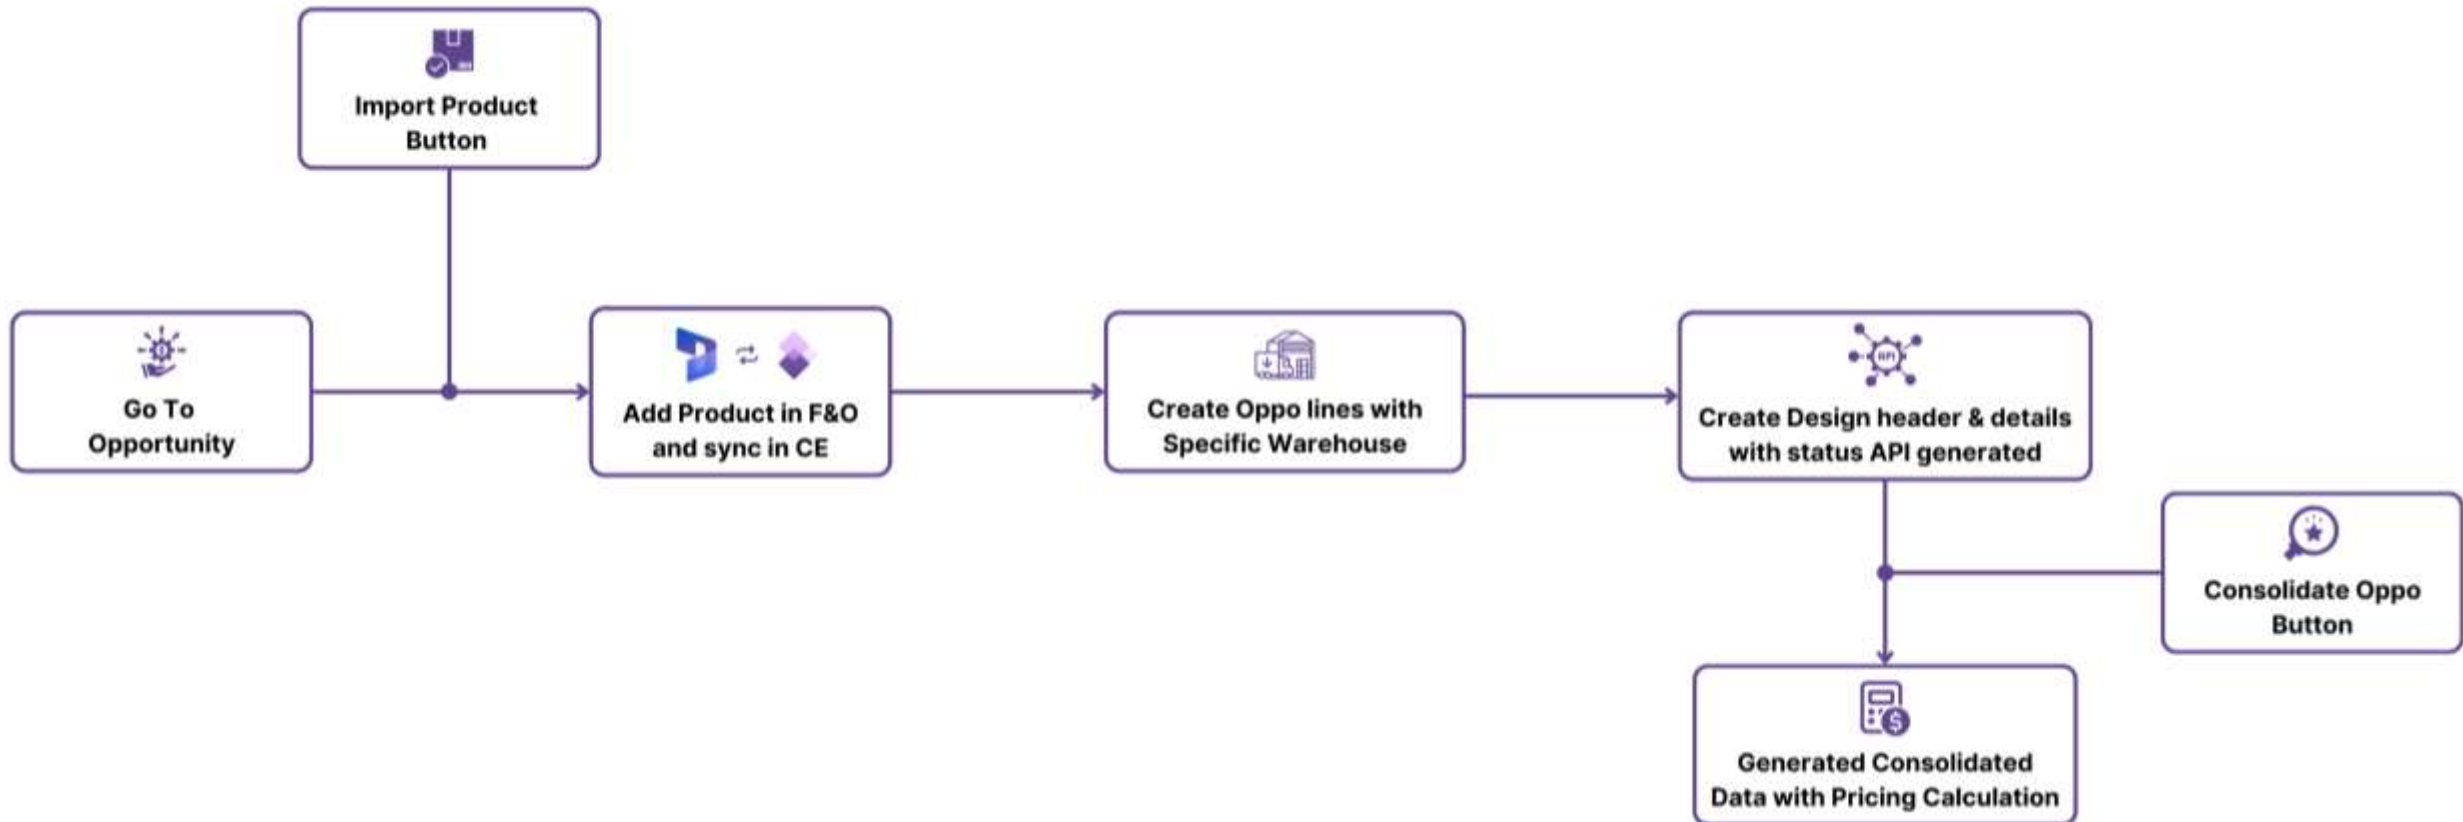 Import Product
Button
Go To
Opportunity
Add Product in F&O
and sync in CE
Create Oppo lines with
Specific Warehouse
API
Create Design header & details
with status API generated
Consolidate Oppo
Button
Generated Consolidated
Data with Pricing Calculation